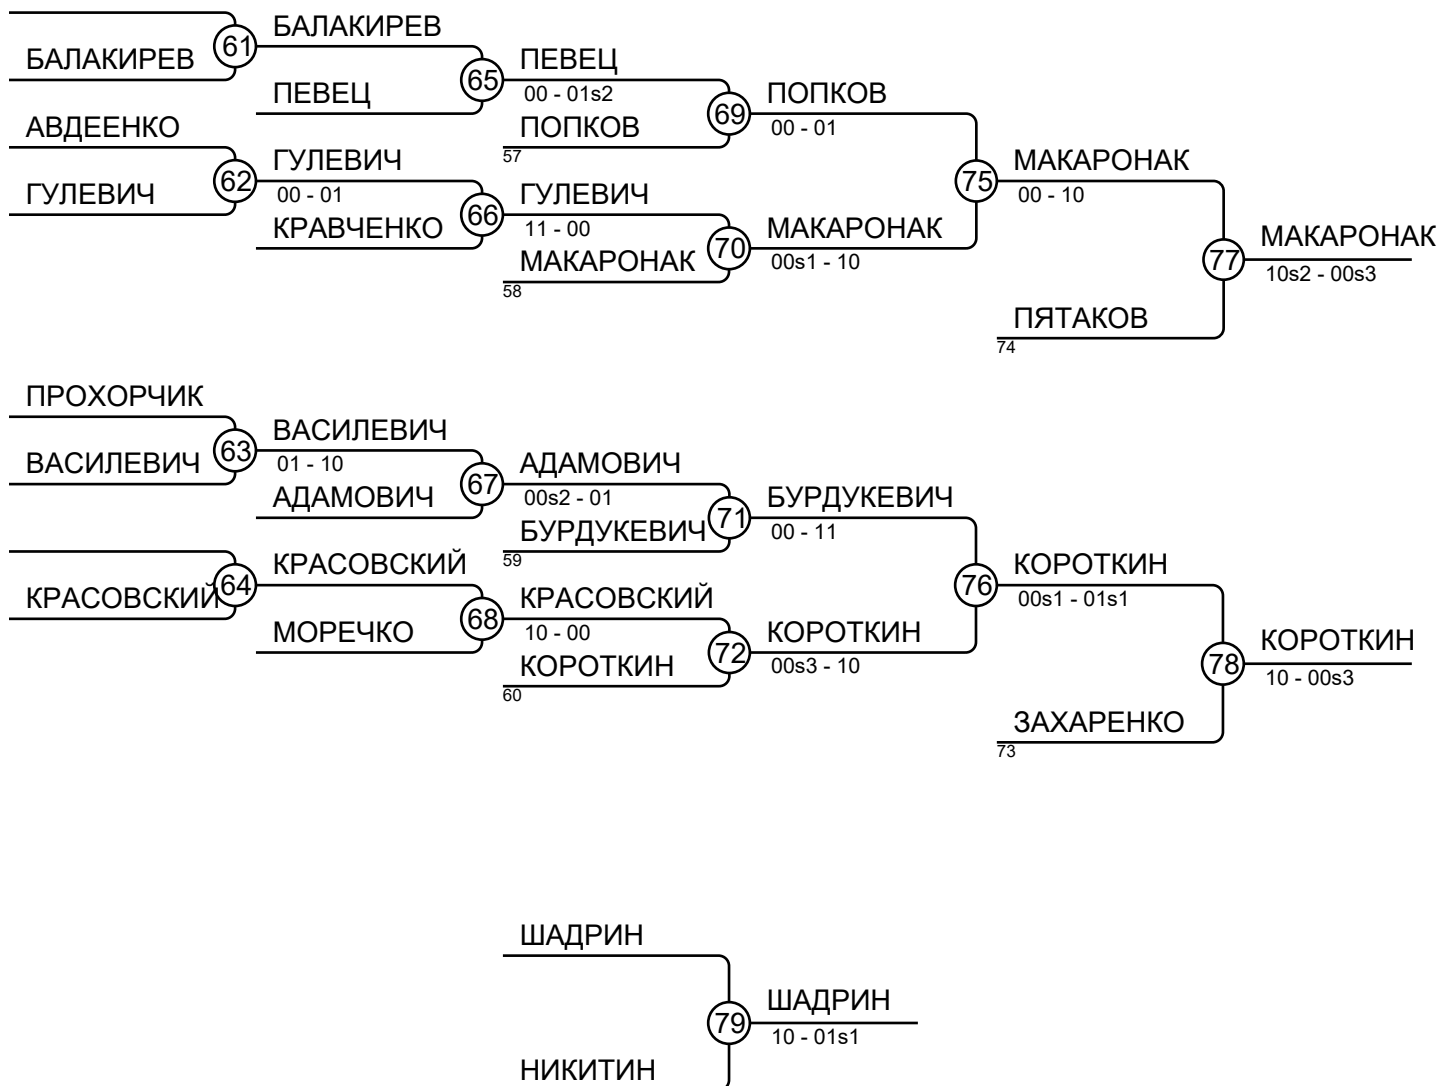 БАЛАКИРЕВ
61
БАЛАКИРЕВ
ПЕВЕЦ
65
ПЕВЕЦ
00 - 01s2
ПОПКОВ
57
69
ПОПКОВ
00 - 01
АВДЕЕНКО
ГУЛЕВИЧ
62
ГУЛЕВИЧ
00 - 01
КРАВЧЕНКО
66
ГУЛЕВИЧ
11 - 00
МАКАРОНАК
58
70
МАКАРОНАК
00s1 - 10
75
МАКАРОНАК
00 - 10
ПЯТАКОВ
74
77
МАКАРОНАК
10s2 - 00s3
ПРОХОРЧИК
ВАСИЛЕВИЧ
63
ВАСИЛЕВИЧ
01 - 10
АДАМОВИЧ
67
АДАМОВИЧ
00s2 - 01
БУРДУКЕВИЧ
59
71
БУРДУКЕВИЧ
00 - 11
КРАСОВСКИЙ
64
КРАСОВСКИЙ
МОРЕЧКО
68
КРАСОВСКИЙ
10 - 00
КОРОТКИН
60
72
КОРОТКИН
00s3 - 10
76
КОРОТКИН
00s1 - 01s1
ЗАХАРЕНКО
73
78
КОРОТКИН
10 - 00s3
ШАДРИН
НИКИТИН
79
ШАДРИН
10 - 01s1